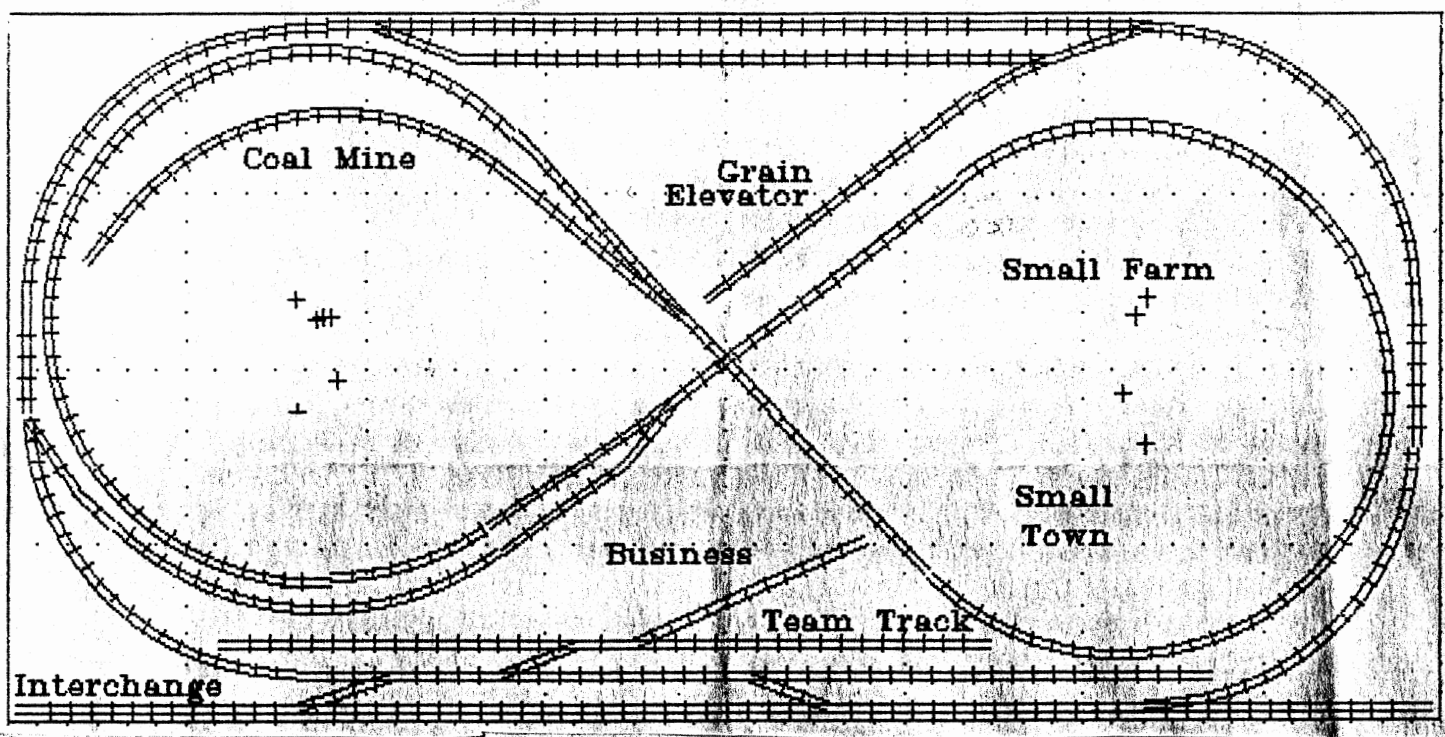 Coal Mine
Grain
Elevator
Small Farm
Small
Town
Business
Team Track
Interchange